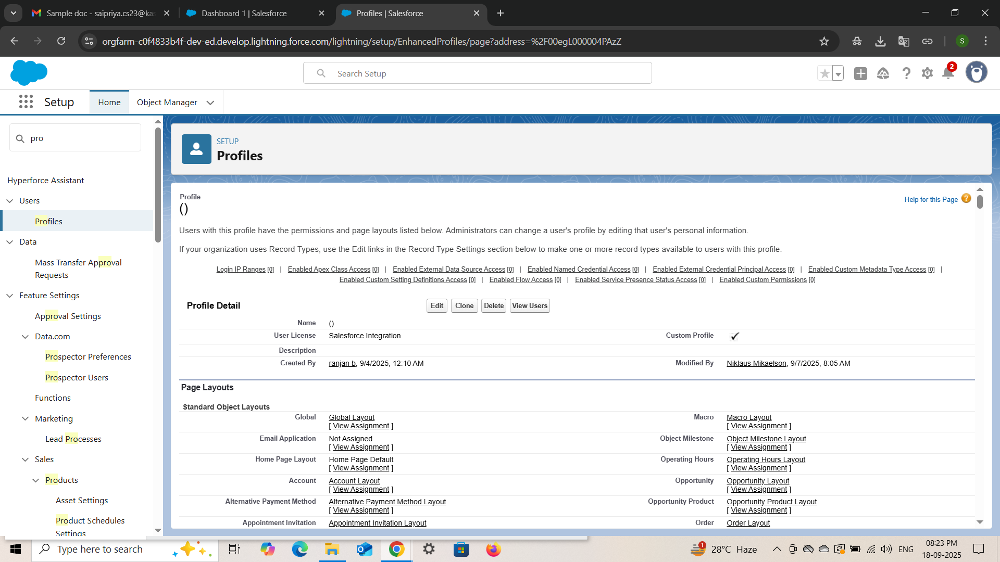 Sample doc - saipriya.cs23@kas
Dashboard 1 | Salesforce
Profiles | Salesforce
orgfarm-c0f4833b4f-dev-ed.develop.lightning.force.com/lightning/setup/EnhancedProfiles/page?address=%2F00egL000004PAzZ
S
Search Setup
2
Setup
Home
Object Manager
pro
Hyperforce Assistant
Users
Profiles
Data
Mass Transfer Approval
Requests
Feature Settings
Approval Settings
Data.com
Prospector Preferences
Prospector Users
Functions
Marketing
Lead Processes
Sales
Products
Asset Settings
Product Schedules
Settings
SETUP
Profiles
Profile
()
Help for this Page ?
Users with this profile have the permissions and page layouts listed below. Administrators can change a user's profile by editing that user's personal information.
If your organization uses Record Types, use the Edit links in the Record Type Settings section below to make one or more record types available to users with this profile.
Login IP Ranges [0] | Enabled Apex Class Access [0] | Enabled External Data Source Access [0] | Enabled Named Credential Access [0] | Enabled External Credential Principal Access [0] | Enabled Custom Metadata Type Access [0] |
Enabled Custom Setting Definitions Access [0] | Enabled Flow Access [0] | Enabled Service Presence Status Access [0] | Enabled Custom Permissions [0]
Profile Detail Edit Clone Delete View Users
Name ()
User License Salesforce Integration Custom Profile
Description
Created By ranjan b, 9/4/2025, 12:10 AM Modified By Niklaus Mikaelson, 9/7/2025, 8:05 AM
Page Layouts
Standard Object Layouts
Global Global Layout Macro Macro Layout
[ View Assignment ] [ View Assignment ]
Email Application Not Assigned Object Milestone Object Milestone Layout
[ View Assignment ] [ View Assignment ]
Home Page Layout Home Page Default Operating Hours Operating Hours Layout
[ View Assignment ] [ View Assignment ]
Account Account Layout Opportunity Opportunity Layout
[ View Assignment ] [ View Assignment ]
Alternative Payment Method Alternative Payment Method Layout Opportunity Product Opportunity Product Layout
[ View Assignment ] [ View Assignment ]
Appointment Invitation Appointment Invitation Layout Order Order Layout
Type here to search
1
28°C Haze
ENG
08:23 PM
18-09-2025